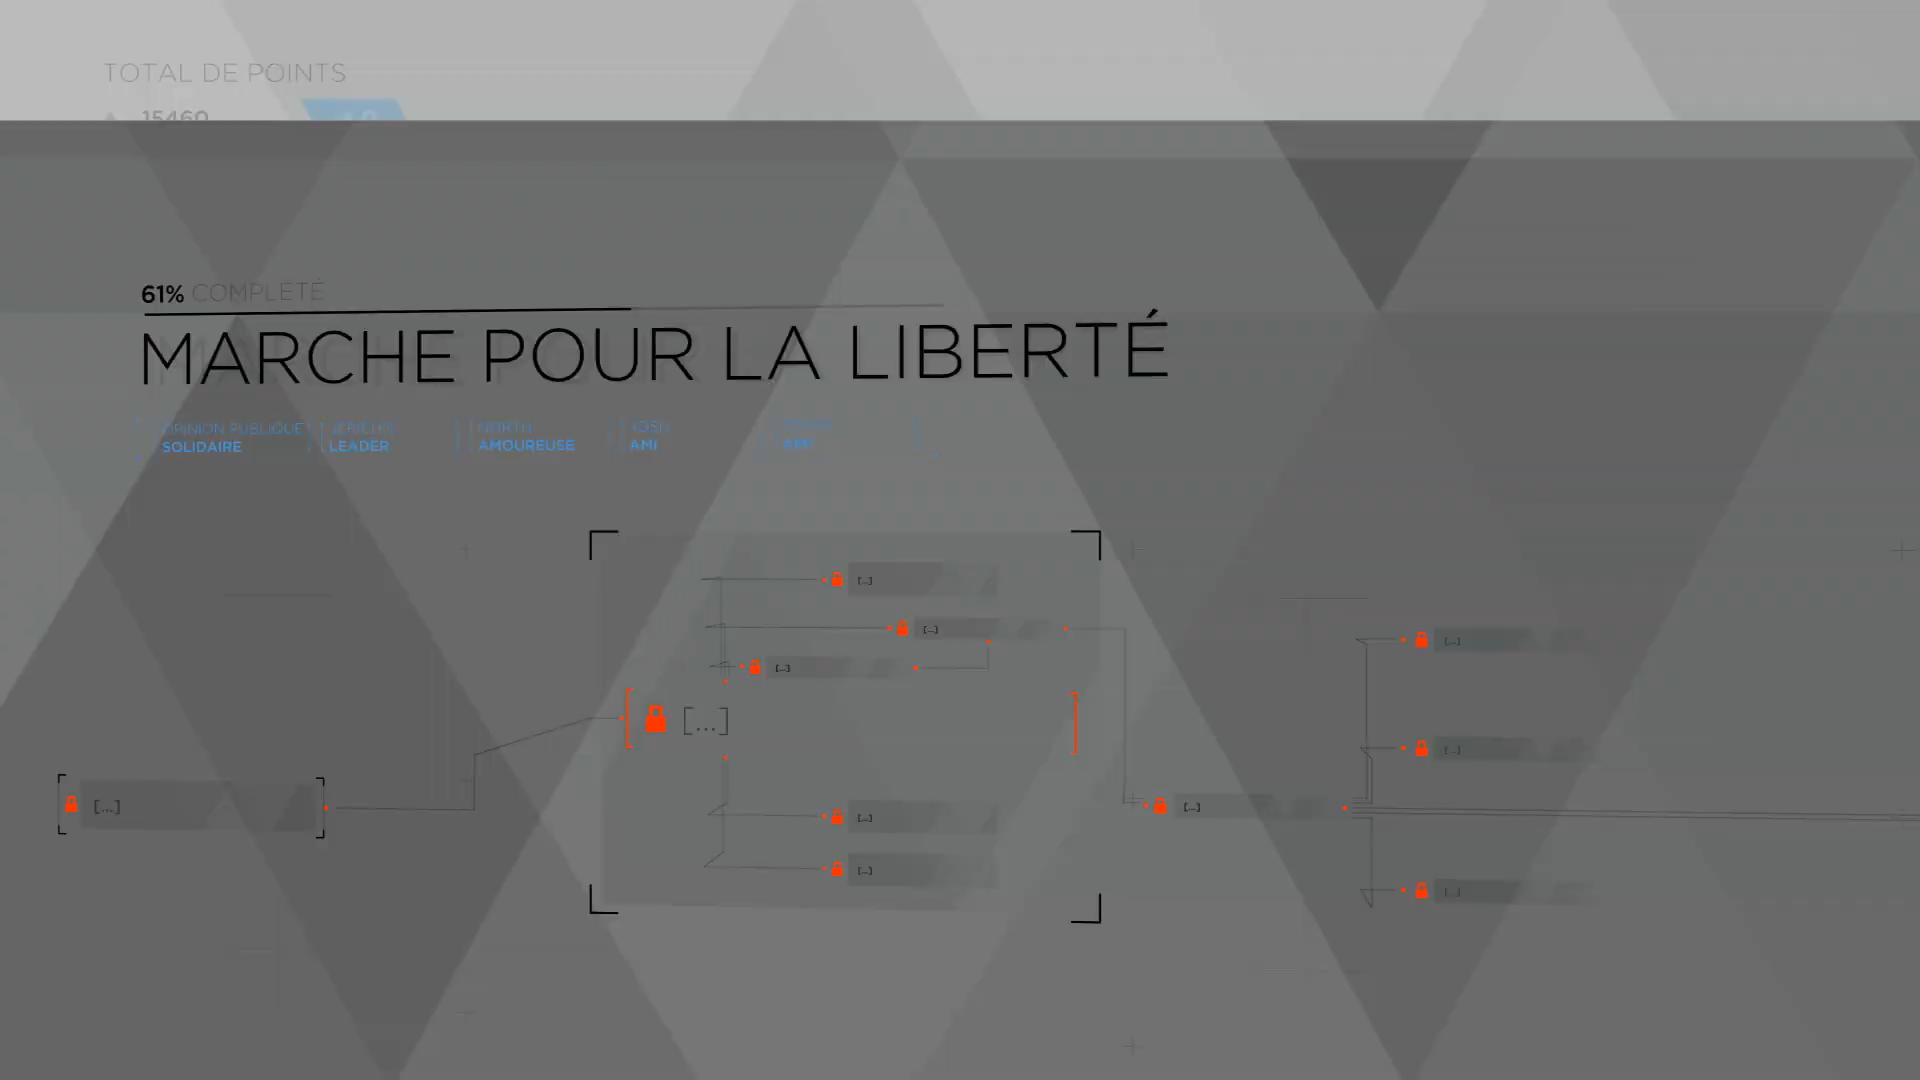 TOTAL DE POINTS
15460
61% COMPLÉTÉ
MARCHE POUR LA LIBERTÉ
OPINION PUBLIQUE JERICHO NORTH JOSH
SOLIDAIRE LEADER AMOUREUSE AMI AMI
[...]
[...]
[...]
[...]
[...]
[...]
[...]
[...]
[...]
[...]
[...]